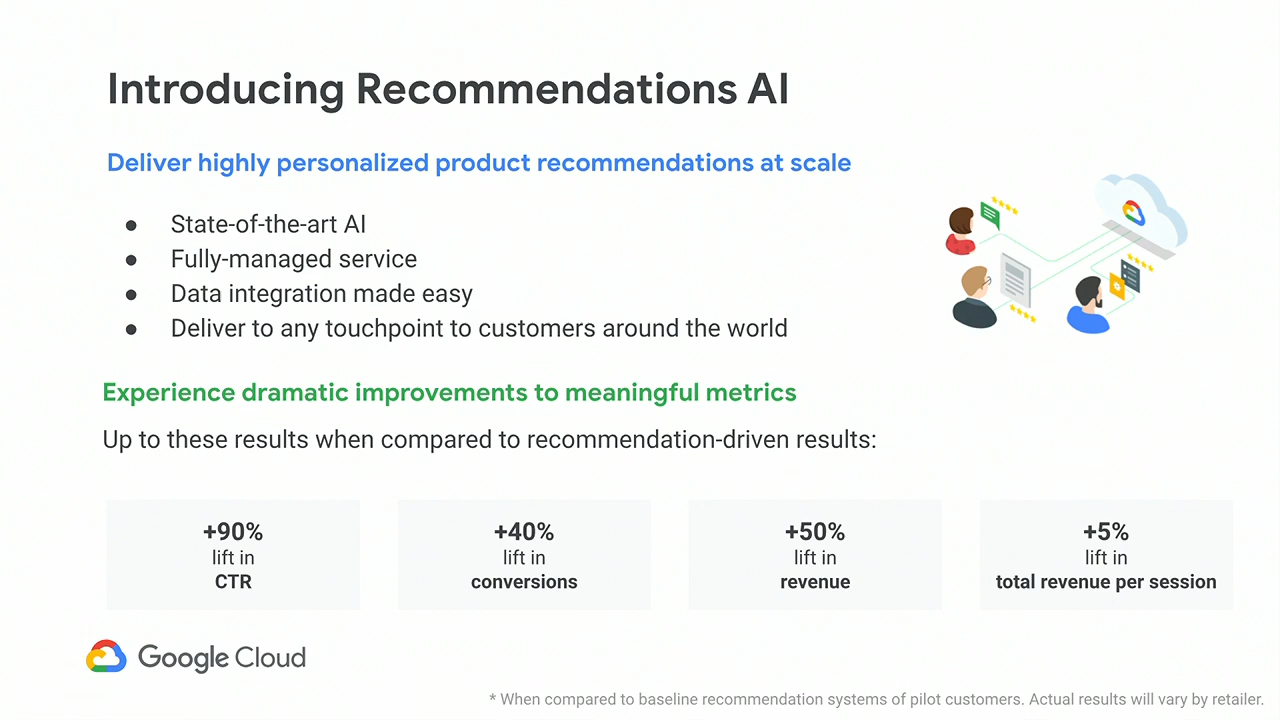 Introducing Recommendations AI
Deliver highly personalized product recommendations at scale
● State-of-the-art AI
● Fully-managed service
● Data integration made easy
● Deliver to any touchpoint to customers around the world
Experience dramatic improvements to meaningful metrics
Up to these results when compared to recommendation-driven results:
+90%
lift in
CTR
+40%
lift in
conversions
+50%
lift in
revenue
+5%
lift in
total revenue per session
Google Cloud
* When compared to baseline recommendation systems of pilot customers. Actual results will vary by retailer.